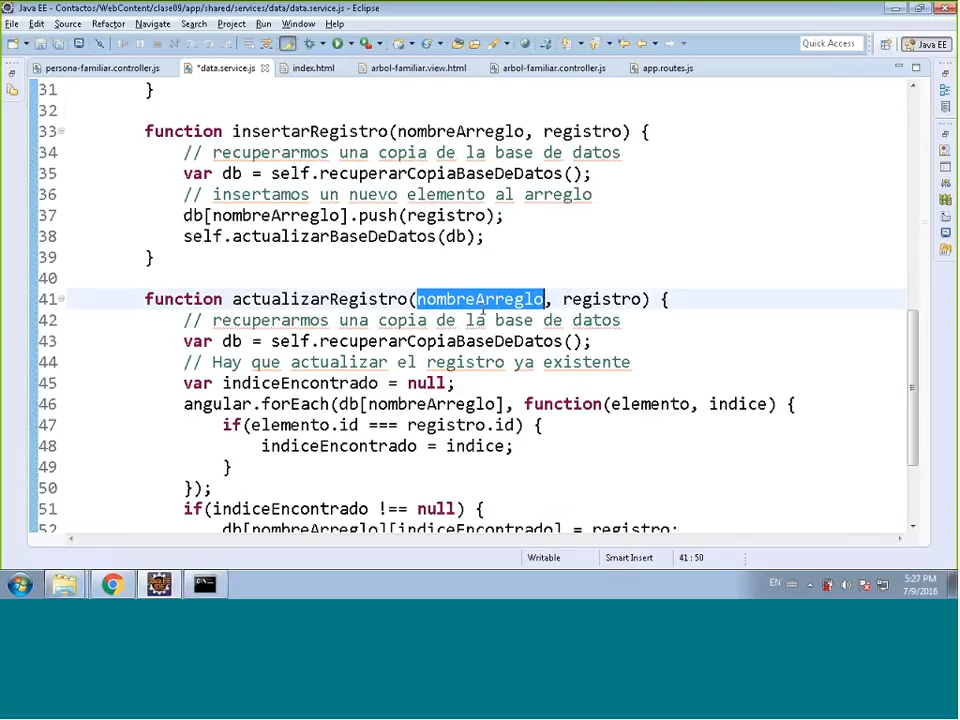 Java EE - Contactos/WebContent/clase09/app/shared/services/data/data.service.js - Eclipse
File Edit Source Refactor Navigate Search Project Run Window Help
Quick Access Java EE
persona-familiar.controller.js *data.service.js index.html arbol-familiar.view.html arbol-familiar.controller.js app.routes.js
31 }
32
33 function insertarRegistro(nombreArreglo, registro) {
34 // recuperarmos una copia de la base de datos
35 var db = self.recuperarCopiaBaseDeDatos();
36 // insertamos un nuevo elemento al arreglo
37 db[nombreArreglo].push(registro);
38 self.actualizarBaseDeDatos(db);
39 }
40
41 function actualizarRegistro(nombreArreglo, registro) {
42 // recuperarmos una copia de la base de datos
43 var db = self.recuperarCopiaBaseDeDatos();
44 // Hay que actualizar el registro ya existente
45 var indiceEncontrado = null;
46 angular.forEach(db[nombreArreglo], function(elemento, indice) {
47 if(elemento.id === registro.id) {
48 indiceEncontrado = indice;
49 }
50 });
51 if(indiceEncontrado !== null) {
52 db[nombreArreglo][indiceEncontrado] = registro;
Writable Smart Insert 41 : 50
EN 5:27 PM
7/9/2016